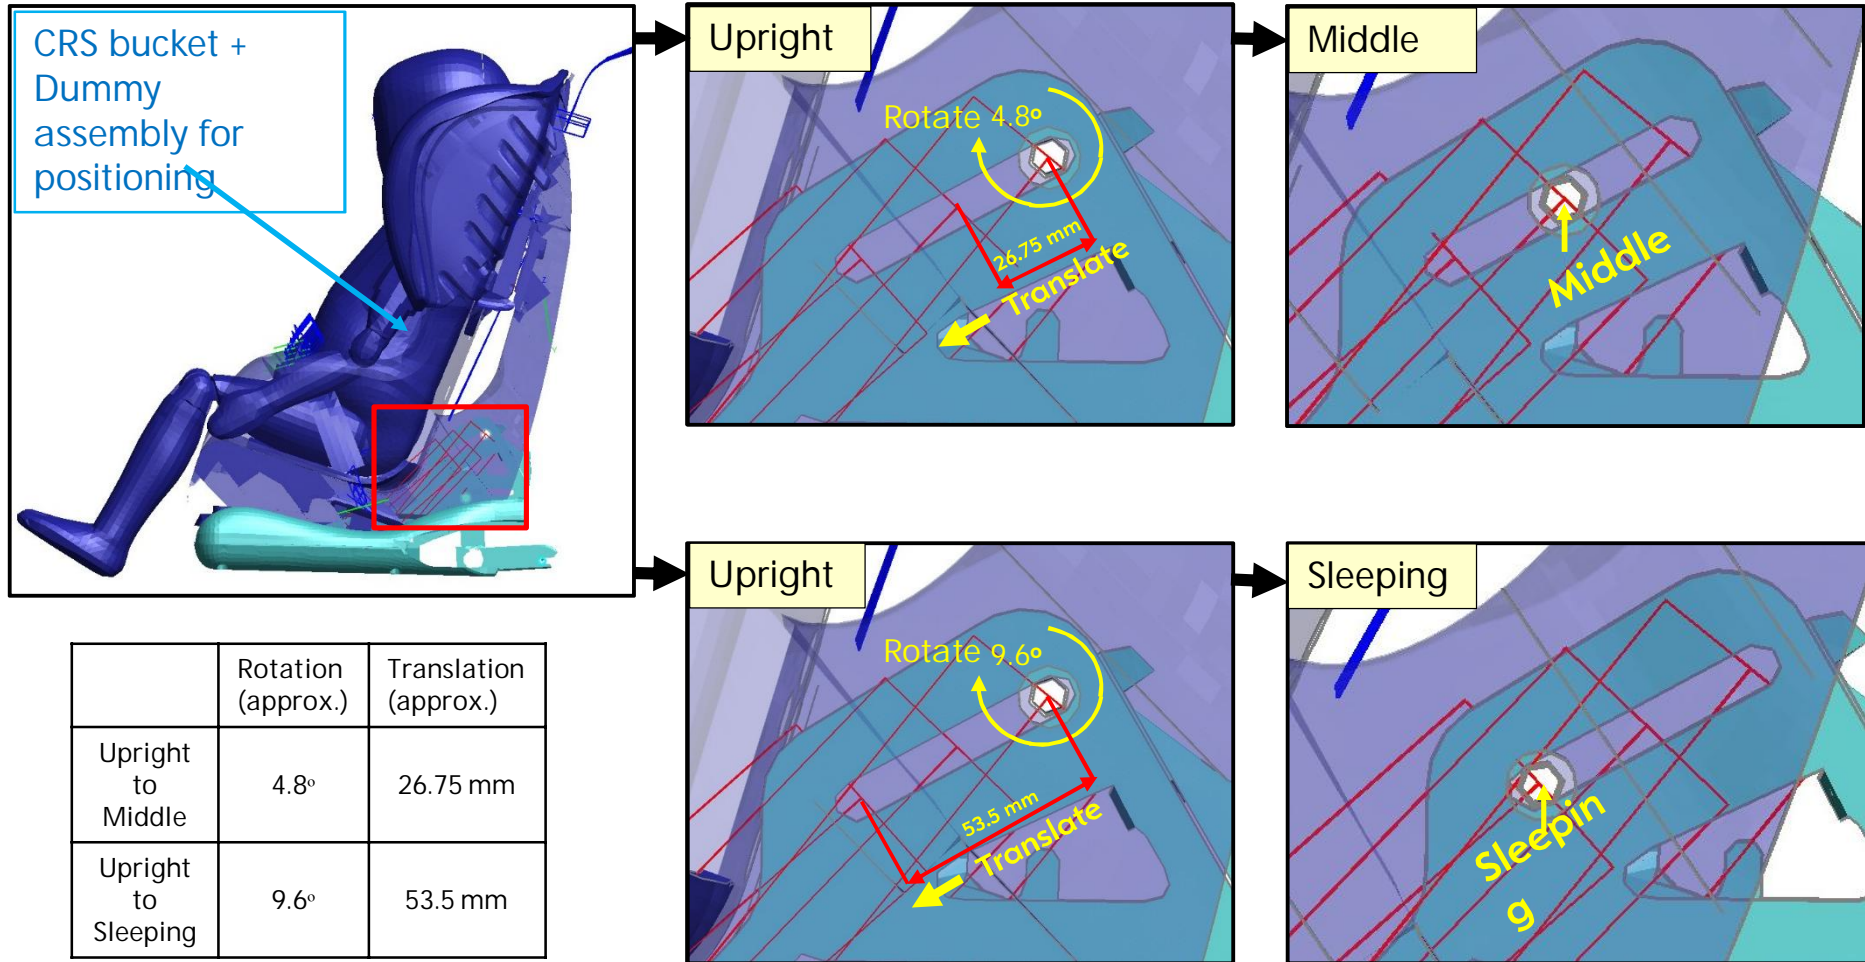 CRS bucket +
Dummy
assembly for
positioning
Upright
Rotate 4.8º
26.75 mm
Translate
Middle
Middle
Upright
Rotate 9.6º
53.5 mm
Translate
Sleeping
Sleepin
g
Rotation
(approx.)
Translation
(approx.)
Upright
to
Middle
4.8º
26.75 mm
Upright
to
Sleeping
9.6º
53.5 mm